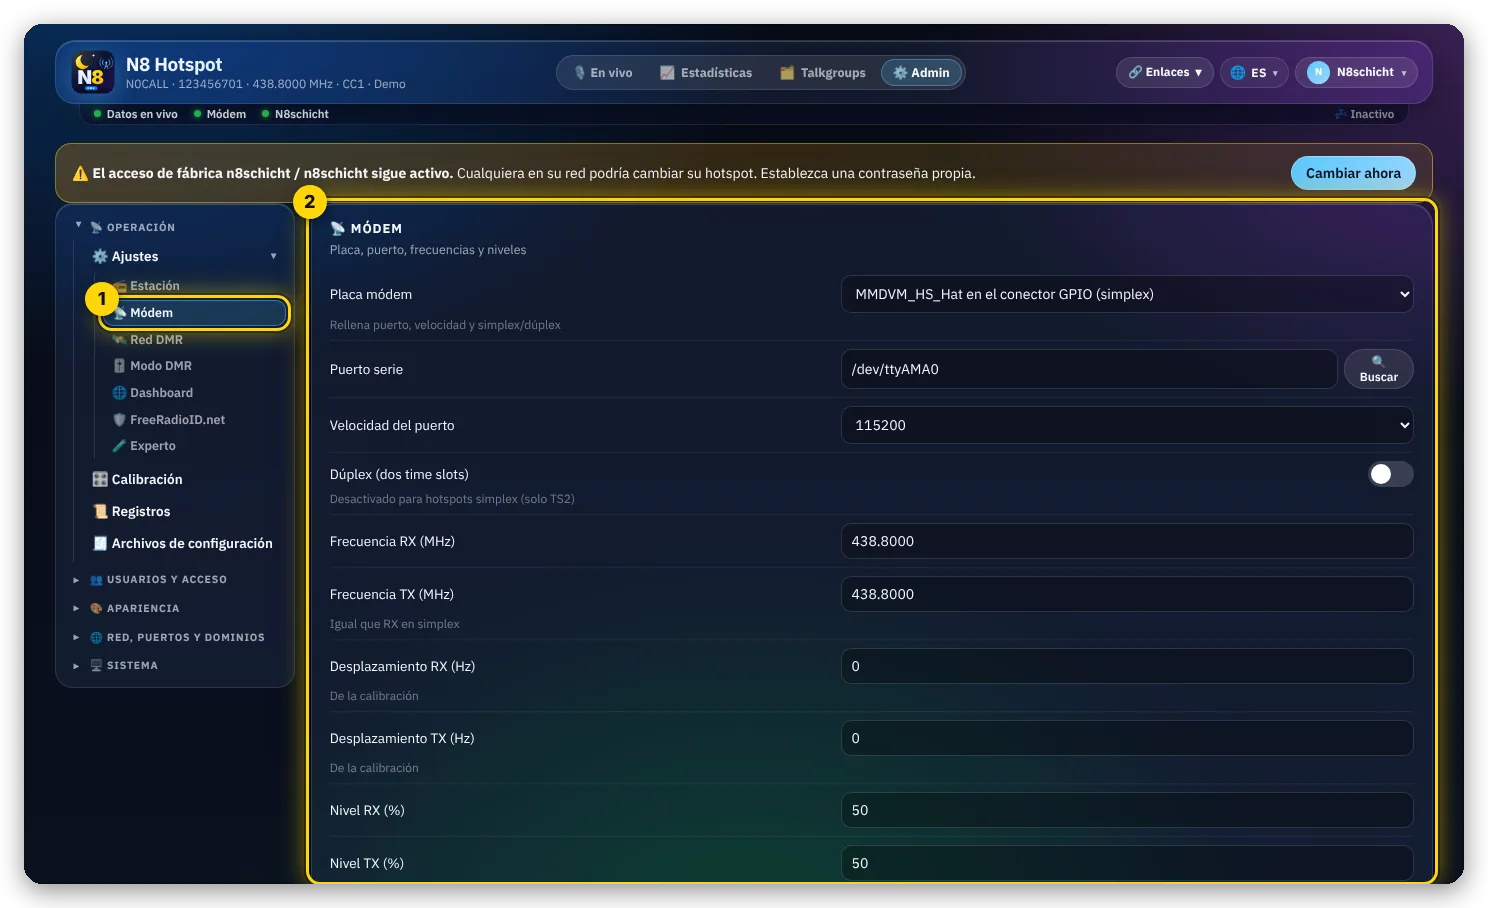 N8 Hotspot
N0CALL · 123456701 · 438.8000 MHz · CC1 · Demo
En vivo
Estadísticas
Talkgroups
Admin
Enlaces ▾
ES ▾
N
N8schicht ▾
N8
Datos en vivo
Módem
N8schicht
Inactivo
El acceso de fábrica n8schicht / n8schicht sigue activo. Cualquiera en su red podría cambiar su hotspot. Establezca una contraseña propia.
Cambiar ahora
OPERACIÓN
Ajustes
Estación
1
Módem
Red DMR
Modo DMR
Dashboard
FreeRadioID.net
Experto
Calibración
Registros
Archivos de configuración
USUARIOS Y ACCESO
APARIENCIA
RED, PUERTOS Y DOMINIOS
SISTEMA
2
MÓDEM
Placa, puerto, frecuencias y niveles
Placa módem
MMDVM_HS_Hat en el conector GPIO (simplex)
Rellena puerto, velocidad y simplex/dúplex
Puerto serie
/dev/ttyAMA0
Buscar
Velocidad del puerto
115200
Dúplex (dos time slots)
Desactivado para hotspots simplex (solo TS2)
Frecuencia RX (MHz)
438.8000
Frecuencia TX (MHz)
438.8000
Igual que RX en simplex
Desplazamiento RX (Hz)
0
De la calibración
Desplazamiento TX (Hz)
0
De la calibración
Nivel RX (%)
50
Nivel TX (%)
50